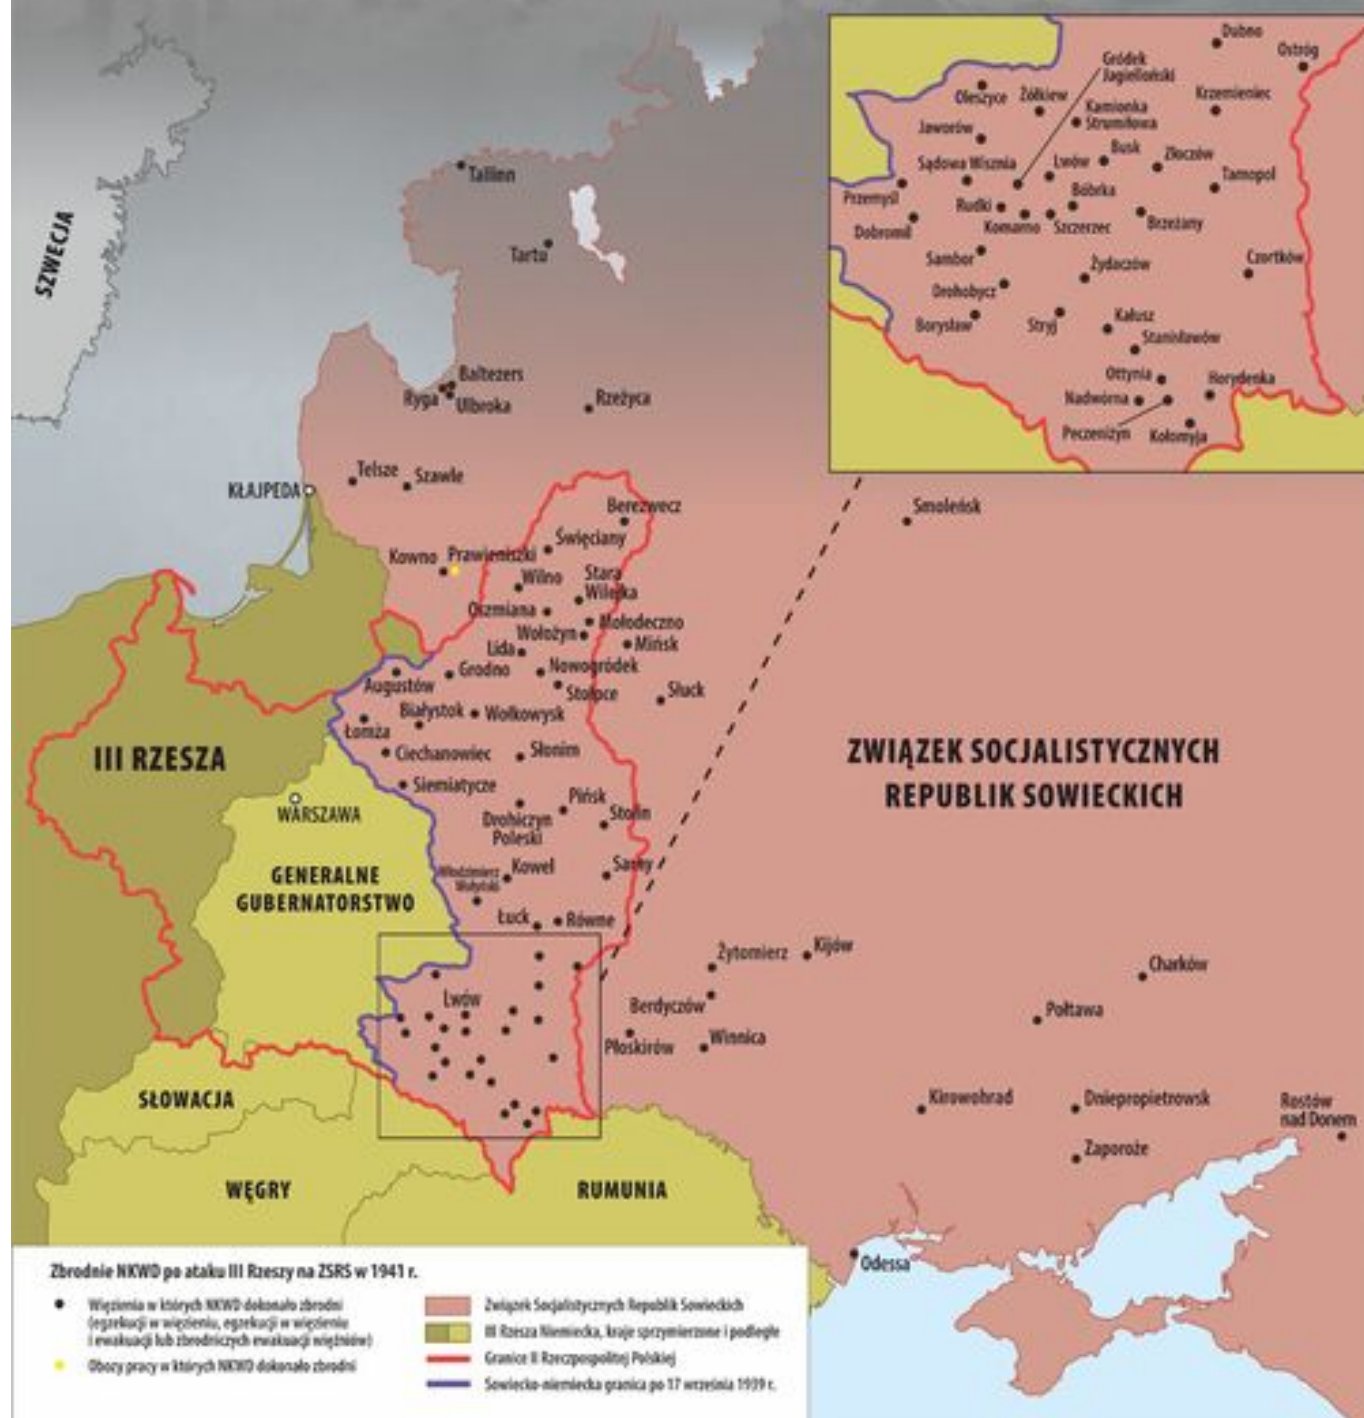 Dubno
Ostróg
Gródek
Jagielloński
Oleszyce
Żółkiew
Krzemieniec
Kamionka
Strumiłowa
Jaworów
Busk
Złoczów
Sądowa Wisznia
Lwów
Tarnopol
Przemyśl
Bóbrka
Rudki
Dobromil
Komarno
Szczerzec
Brzeżany
Sambor
Żydaczów
Czortków
Drohobycz
Borysław
Stryj
Kałusz
Stanisławów
Ottynia
Horydenka
Nadwórna
Peczeniżyn
Kołomyja
SZWECJA
Tallinn
Tartu
Baltezers
Ryga
Ulbroka
Rzeżyca
Telsze
Szawle
KŁAJPEDA
Berezwecz
Smoleńsk
Święciany
Kowno
Prawieniszki
Wilno
Stara
Wilejka
Oszmiana
Mołodeczno
Wołożyn
Mińsk
Lida
Grodno
Nowogródek
Augustów
Stołpce
Słuck
Białystok
Wołkowysk
Łomża
Ciechanowiec
Słonim
III RZESZA
ZWIĄZEK SOCJALISTYCZNYCH
REPUBLIK SOWIECKICH
Siemiatycze
WARSZAWA
Pińsk
Drohiczyn
Poleski
Stolin
GENERALNE
GUBERNATORSTWO
Włodzimierz
Wołyński
Kowel
Sarny
Łuck
Równe
Żytomierz
Kijów
Charków
Lwów
Berdyczów
Połtawa
Płoskirów
Winnica
SŁOWACJA
Kirowohrad
Dniepropietrowsk
Rostów
nad Donem
Zaporoże
WĘGRY
RUMUNIA
Odessa
Zbrodnie NKWD po ataku III Rzeszy na ZSRS w 1941 r.
Więzienia w których NKWD dokonało zbrodni
(egzekucji w więzieniu, egzekucji w więzieniu
i ewakuacji lub zbrodniczych ewakuacji więźniów)
Obozy pracy w których NKWD dokonało zbrodni
Związek Socjalistycznych Republik Sowieckich
III Rzesza Niemiecka, kraje sprzymierzone i podległe
Granice II Rzeczpospolitej Polskiej
Sowiecko-niemiecka granica po 17 września 1939 r.